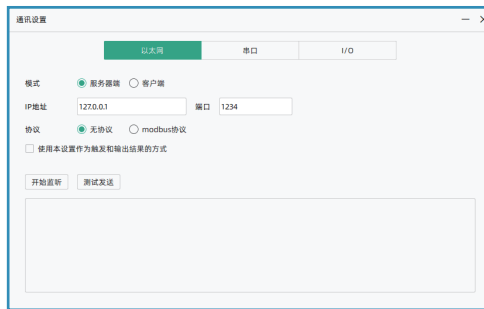 通讯设置
以太网 串口 I/O
模式 服务器端 客户端
IP地址 127.0.0.1 端口 1234
协议 无协议 modbus协议
使用本设置作为触发和输出结果的方式
开始监听 测试发送